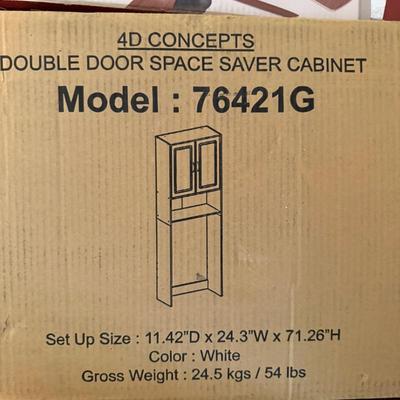 4D CONCEPTS
DOUBLE DOOR SPACE SAVER CABINET
Model : 76421G
Set Up Size : 11.42"D x 24.3"W x 71.26"H
Color : White
Gross Weight : 24.5 kgs / 54 lbs